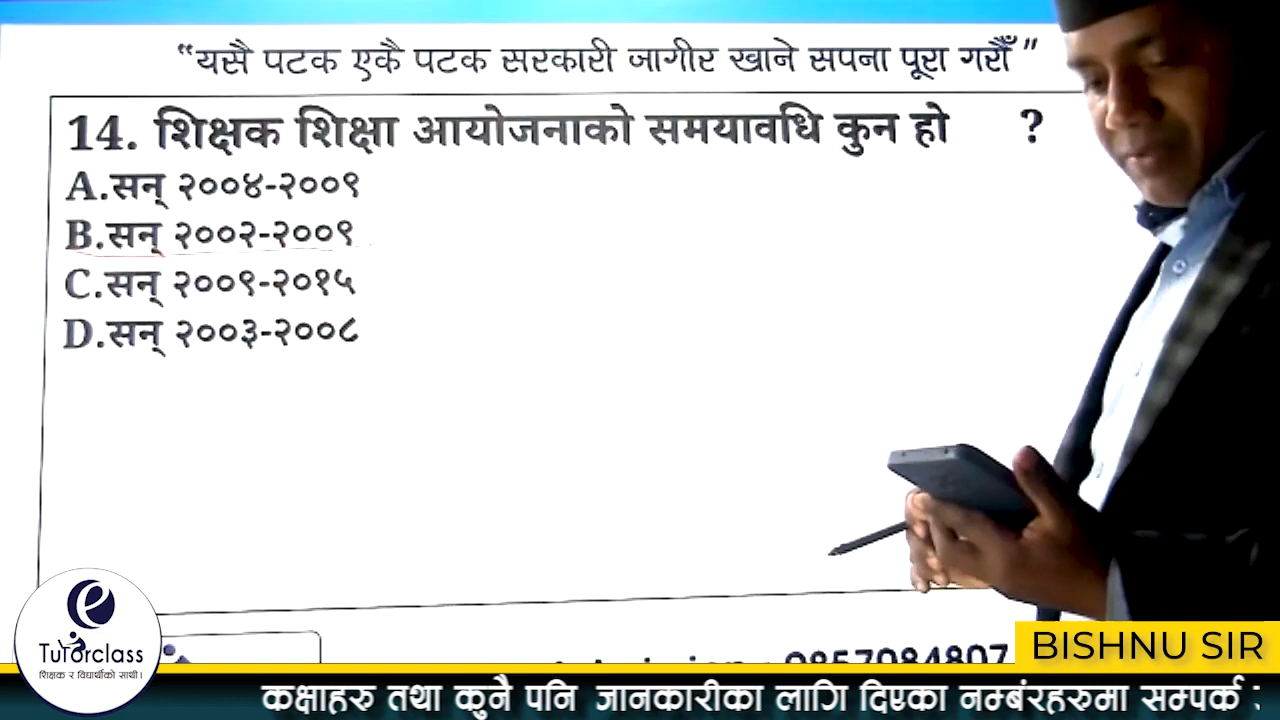 “यसै पटक एकै पटक सरकारी जागीर खाने सपना पूरा गरौँ”
14. शिक्षक शिक्षा आयोजनाको समयावधि कुन हो ?
A.सन् २००४-२००९
B.सन् २००२-२००९
C.सन् २००९-२०१५
D.सन् २००३-२००८
9857084807
BISHNU SIR
e
Tutorclass
शिक्षक र विद्यार्थीको साथी।
कक्षाहरु तथा कुनै पनि जानकारीका लागि दिएका नम्बंरहरुमा सम्पर्क